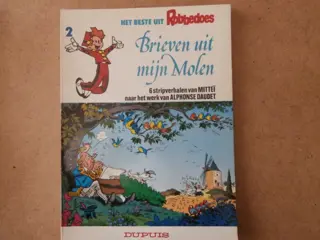 HET BESTE UIT Robbedoes
2
Brieven uit
mijn Molen
6 stripverhalen van MITTEÏ
naar het werk van ALPHONSE DAUDET
DUPUIS